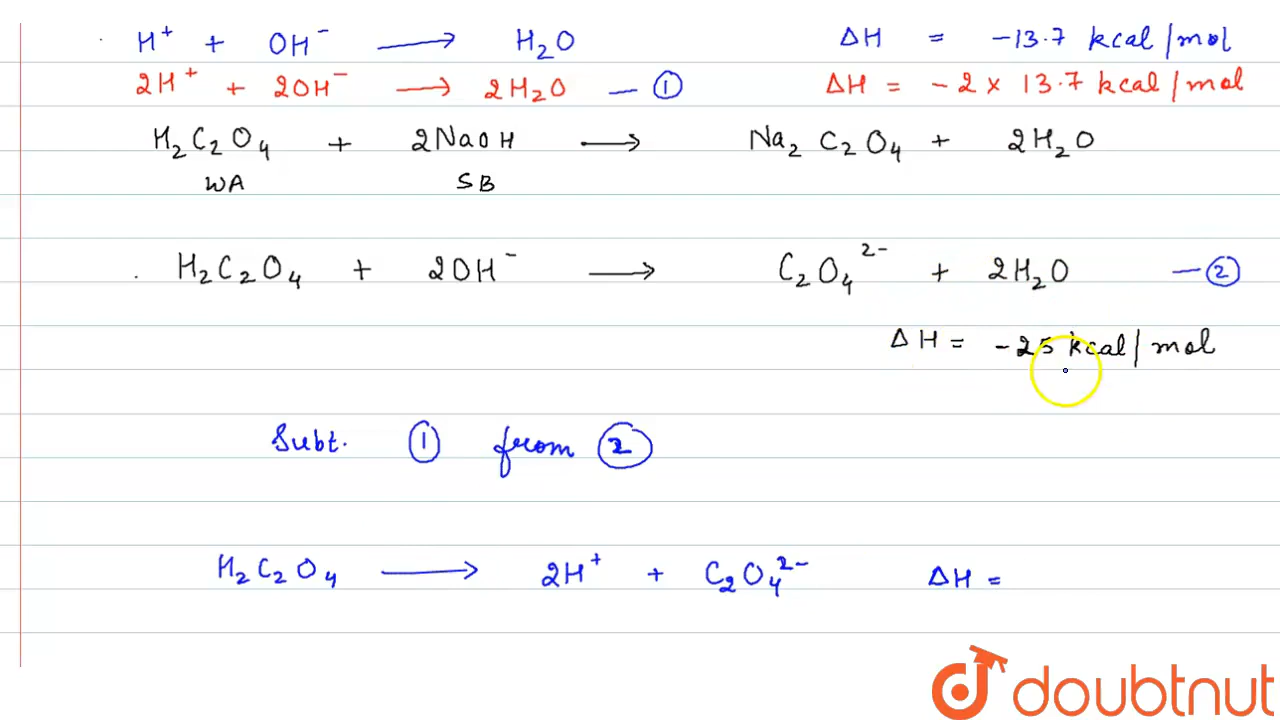 H⁺ + OH⁻ ⟶ H₂O ΔH = -13.7 kcal/mol
2H⁺ + 2OH⁻ ⟶ 2H₂O — ① ΔH = -2 × 13.7 kcal/mol
H₂C₂O₄ + 2NaOH ⟶ Na₂C₂O₄ + 2H₂O
WA SB
H₂C₂O₄ + 2OH⁻ ⟶ C₂O₄²⁻ + 2H₂O — ②
ΔH = -25 kcal/mol
Subt. ① from ②
H₂C₂O₄ ⟶ 2H⁺ + C₂O₄²⁻ ΔH =
doubtnut